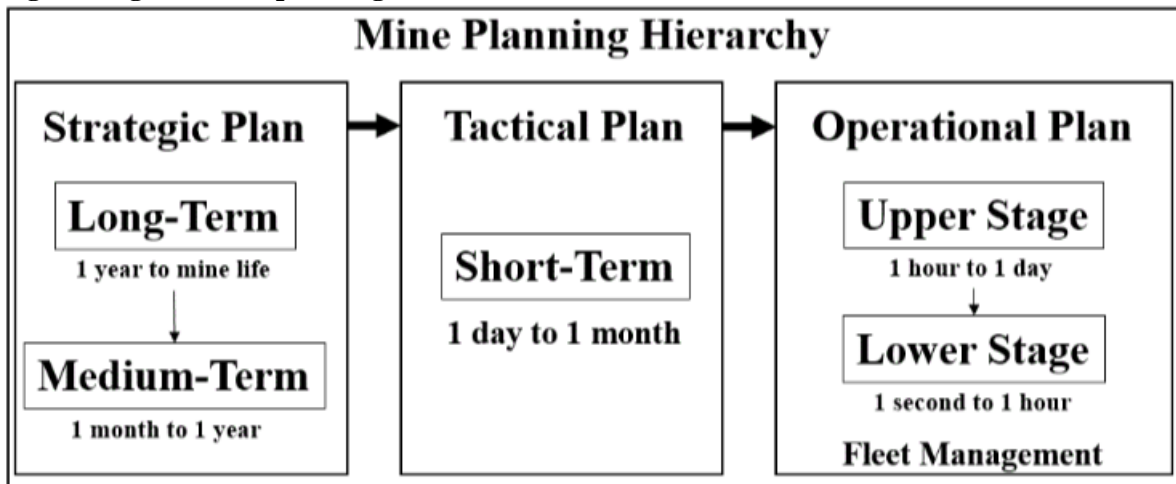 Mine Planning Hierarchy
Strategic Plan
Long-Term
1 year to mine life
Medium-Term
1 month to 1 year
Tactical Plan
Short-Term
1 day to 1 month
Operational Plan
Upper Stage
1 hour to 1 day
Lower Stage
1 second to 1 hour
Fleet Management